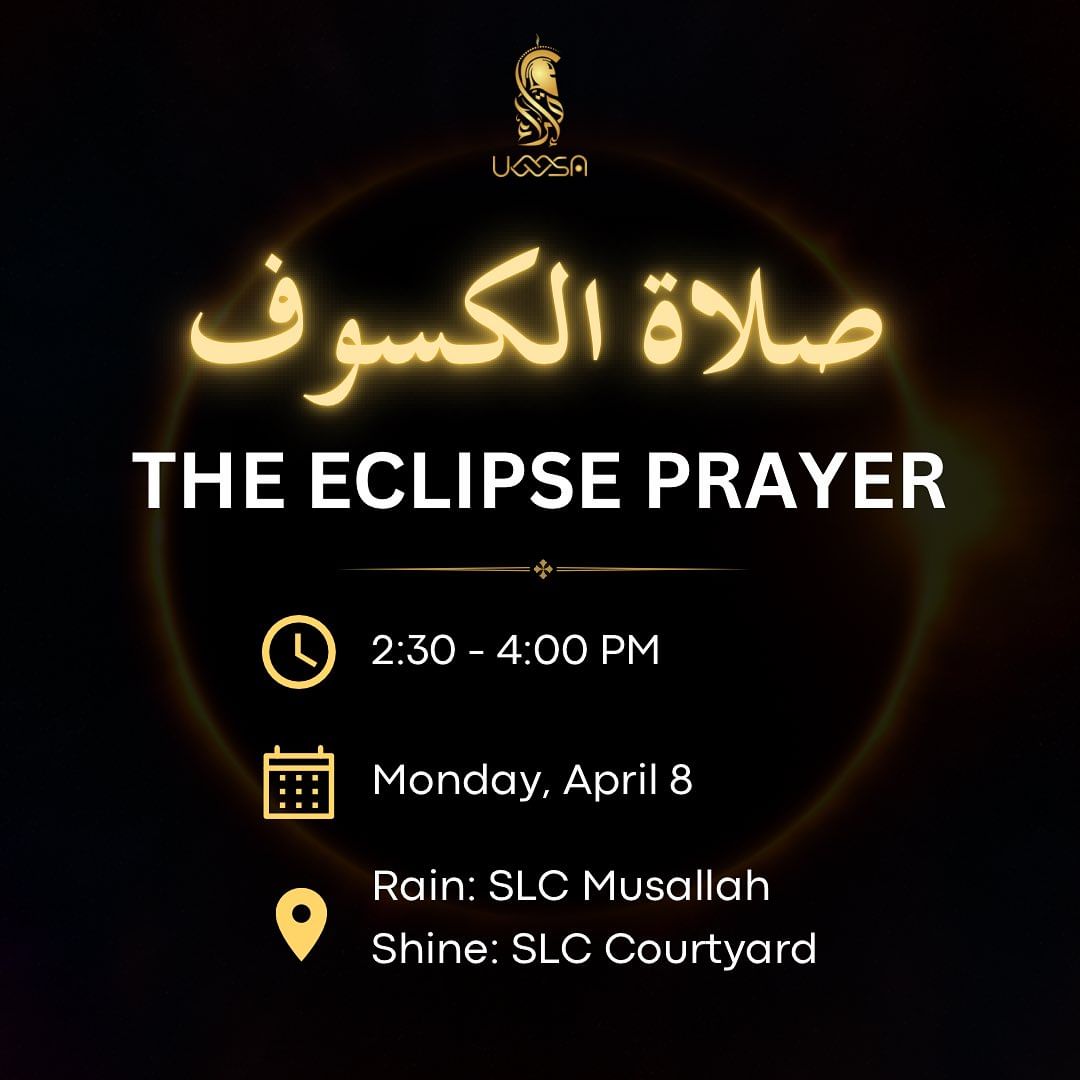 صلاة الكسوف
THE ECLIPSE PRAYER
2:30 - 4:00 PM
Monday, April 8
Rain: SLC Musallah
Shine: SLC Courtyard